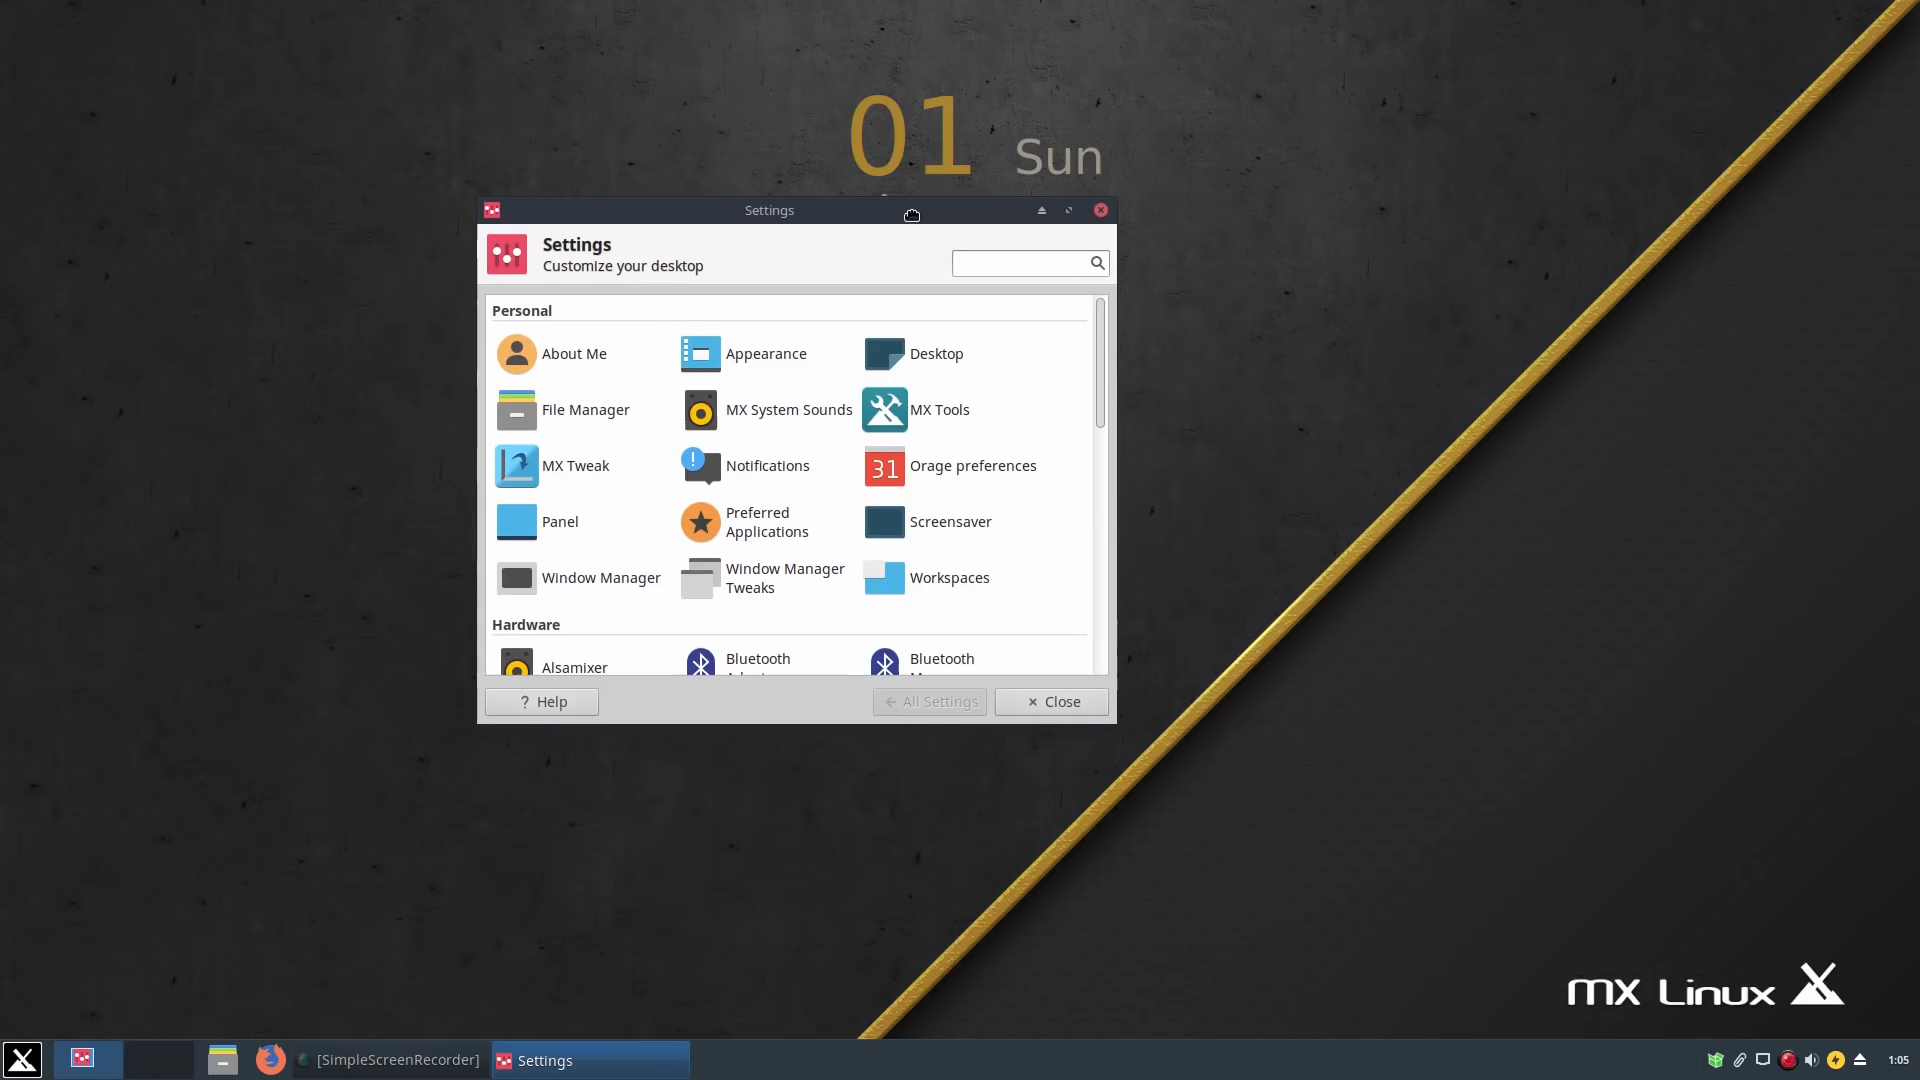 01 Sun
Settings
Settings
Customize your desktop
Personal
About Me
Appearance
Desktop
File Manager
MX System Sounds
MX Tools
MX Tweak
! Notifications
31 Orage preferences
Panel
Preferred
Applications
Screensaver
Window Manager
Window Manager
Tweaks
Workspaces
Hardware
Alsamixer
Bluetooth
Bluetooth
? Help
All Settings
Close
mx Linux
[SimpleScreenRecorder]
Settings
1:05